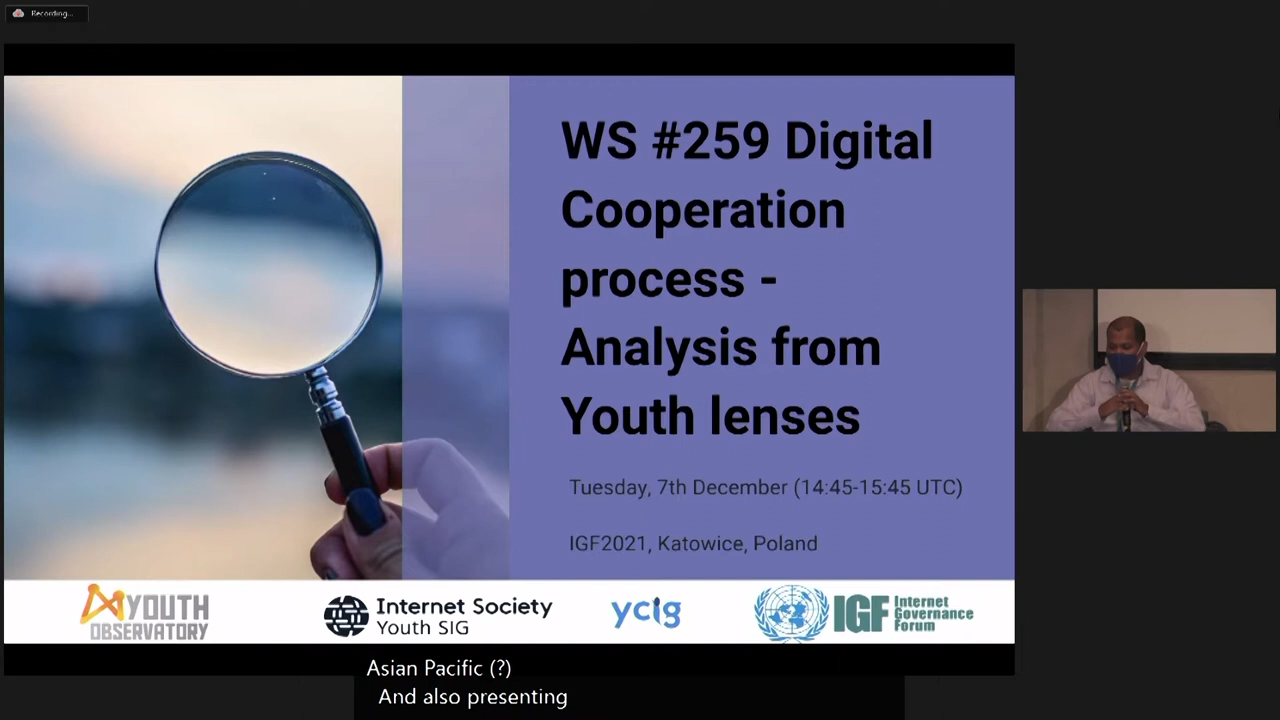 Recording...
WS #259 Digital
Cooperation
process -
Analysis from
Youth lenses
Tuesday, 7th December (14:45-15:45 UTC)
IGF2021, Katowice, Poland
YOUTH
OBSERVATORY
Internet Society
Youth SIG
ycig
IGF
Internet
Governance
Forum
Asian Pacific (?)
And also presenting